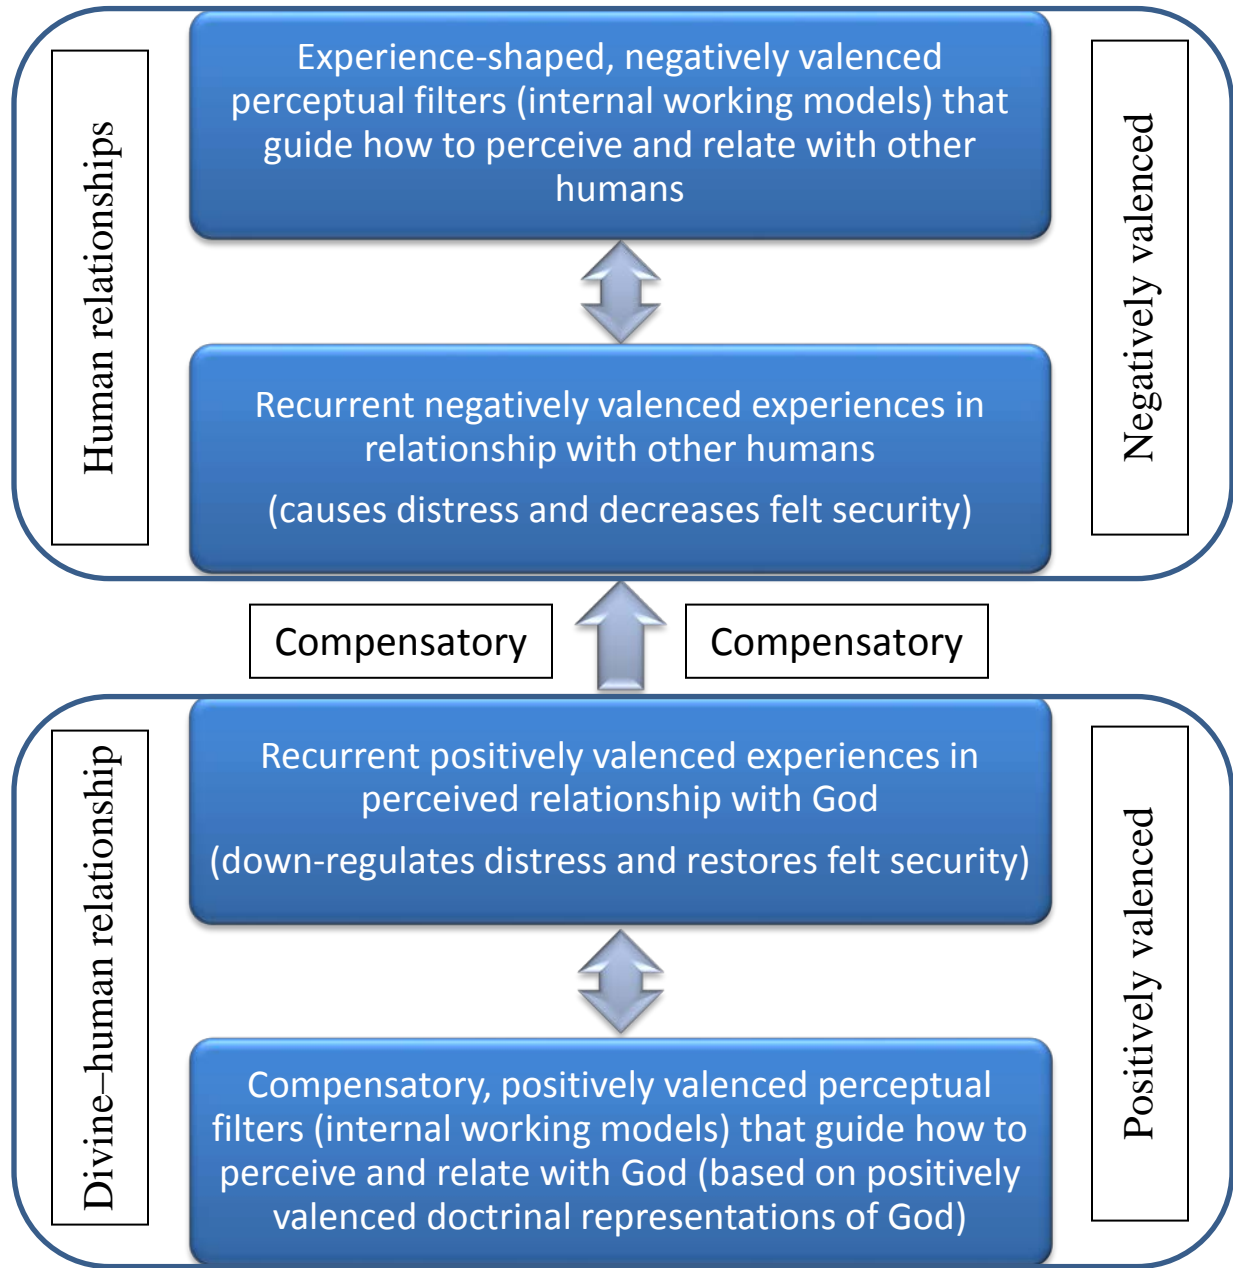 Human relationships
Experience-shaped, negatively valenced
perceptual filters (internal working models) that
guide how to perceive and relate with other
humans
Negatively valenced
Recurrent negatively valenced experiences in
relationship with other humans
(causes distress and decreases felt security)
Compensatory
Compensatory
Divine–human relationship
Recurrent positively valenced experiences in
perceived relationship with God
(down-regulates distress and restores felt security)
Positively valenced
Compensatory, positively valenced perceptual
filters (internal working models) that guide how to
perceive and relate with God (based on positively
valenced doctrinal representations of God)